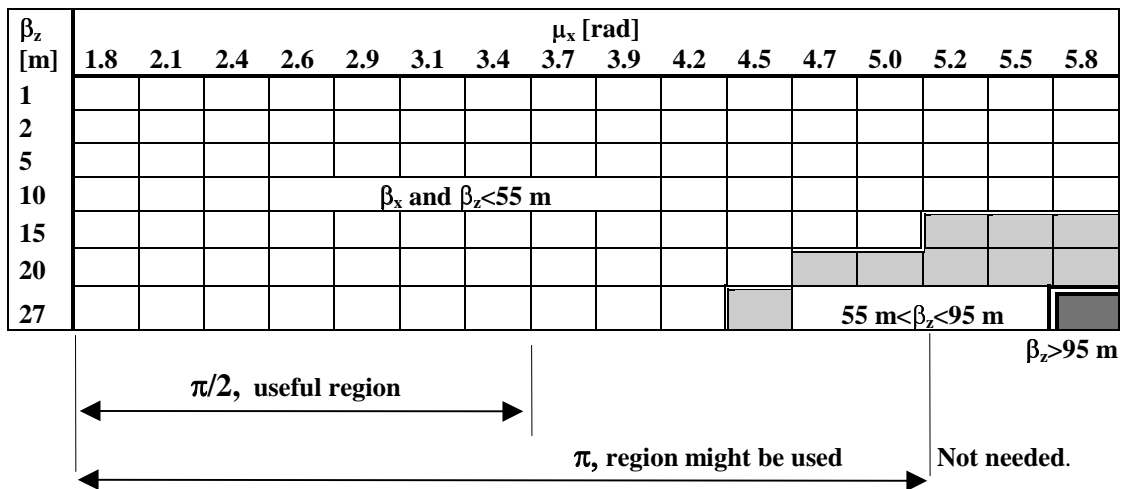 βz μx [rad]
[m] 1.8 2.1 2.4 2.6 2.9 3.1 3.4 3.7 3.9 4.2 4.5 4.7 5.0 5.2 5.5 5.8
1
2
5
10 βx and βz<55 m
15
20
27 55 m<βz<95 m
βz>95 m
π/2, useful region
π, region might be used Not needed.